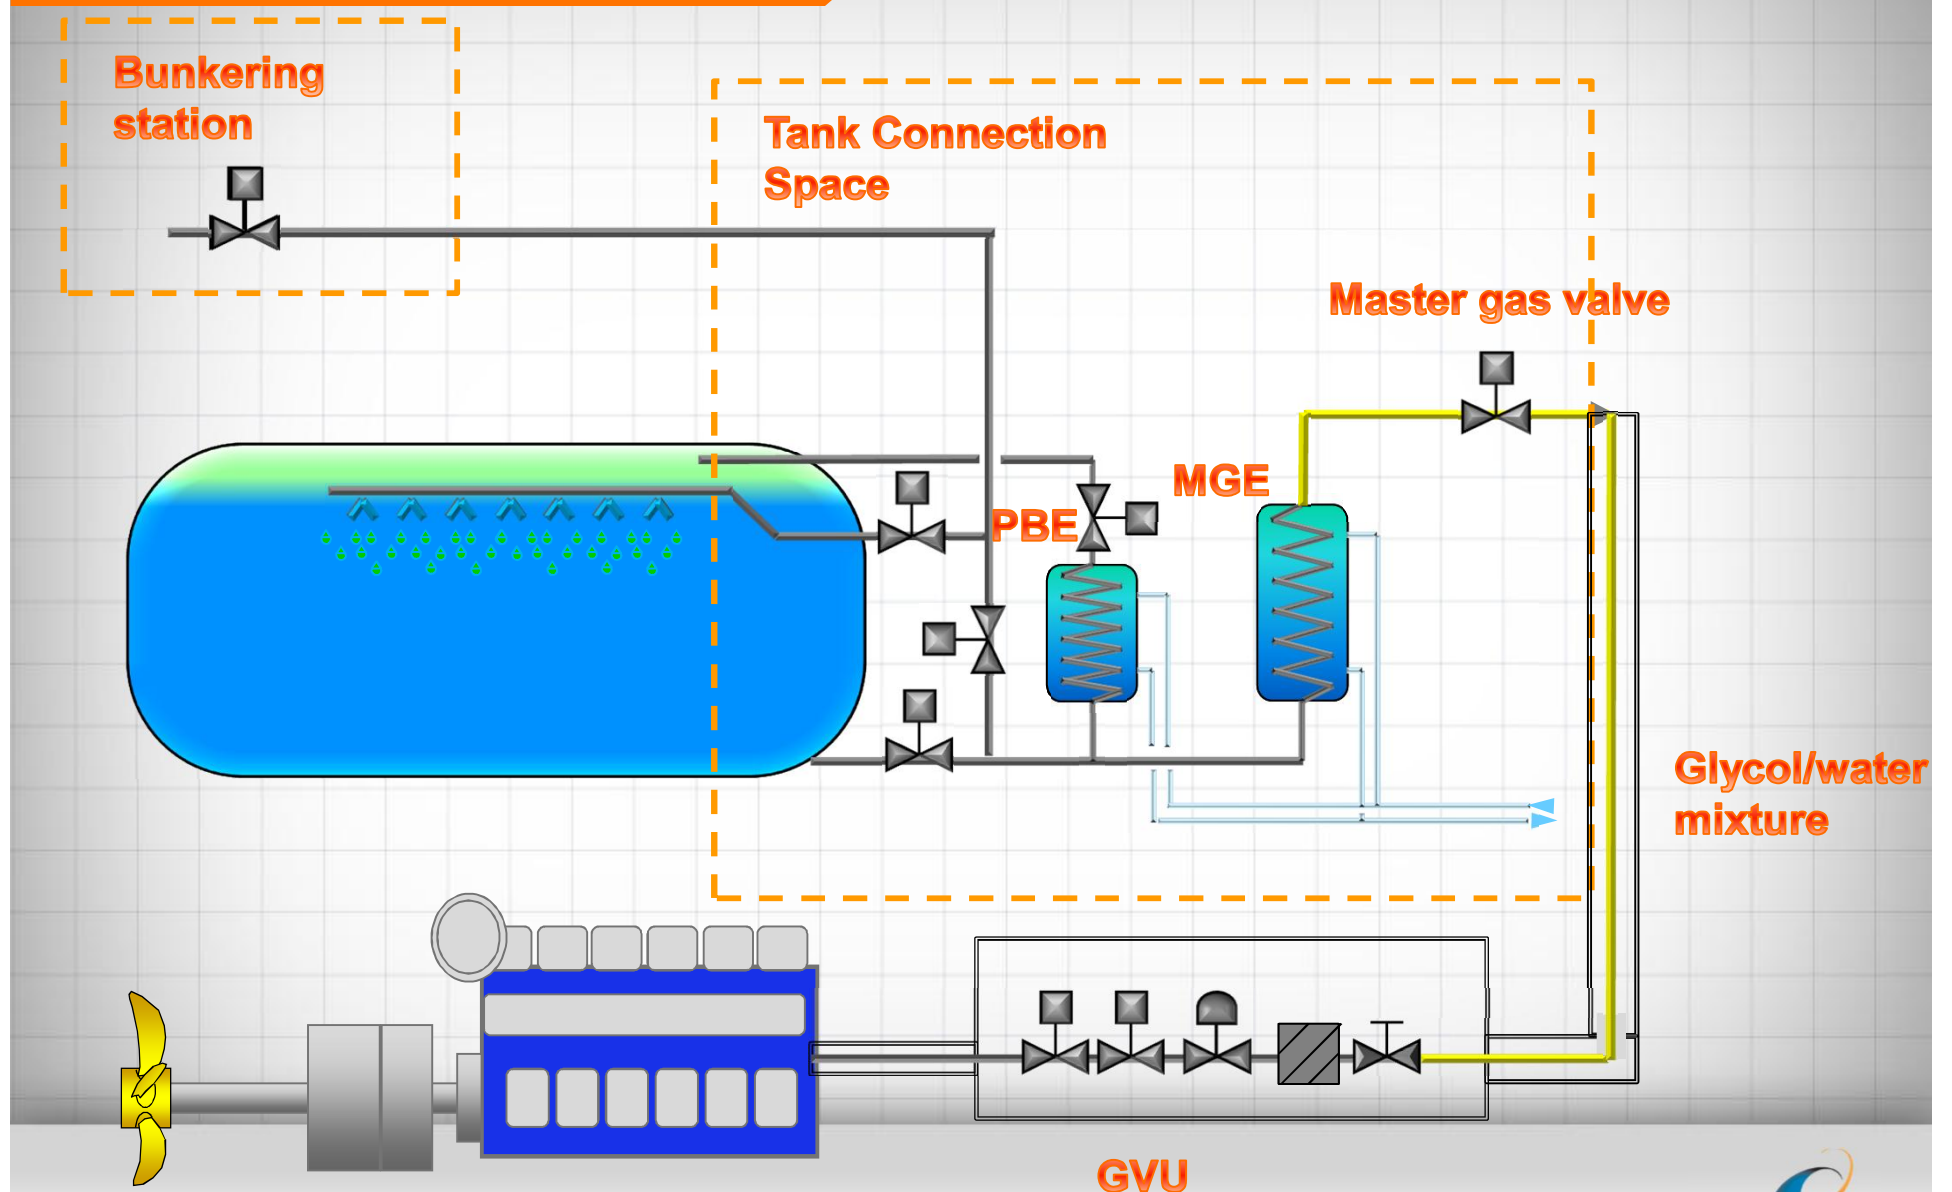 Bunkering
station
Tank Connection
Space
Master gas valve
MGE
PBE
Glycol/water
mixture
GVU